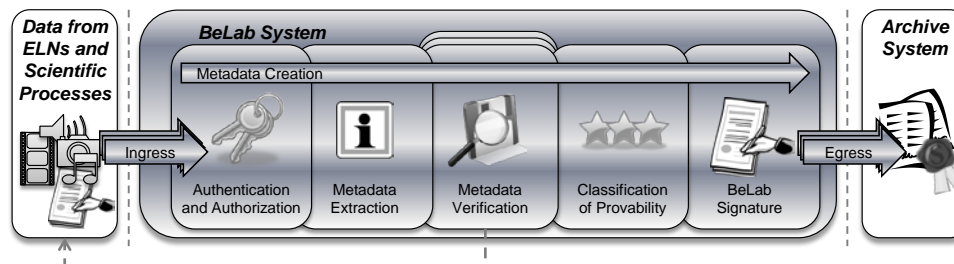 Data from
ELNs and
Scientific
Processes
BeLab System
Archive
System
Metadata Creation
Ingress
Egress
Authentication
and Authorization
Metadata
Extraction
Metadata
Verification
Classification
of Provability
BeLab
Signature